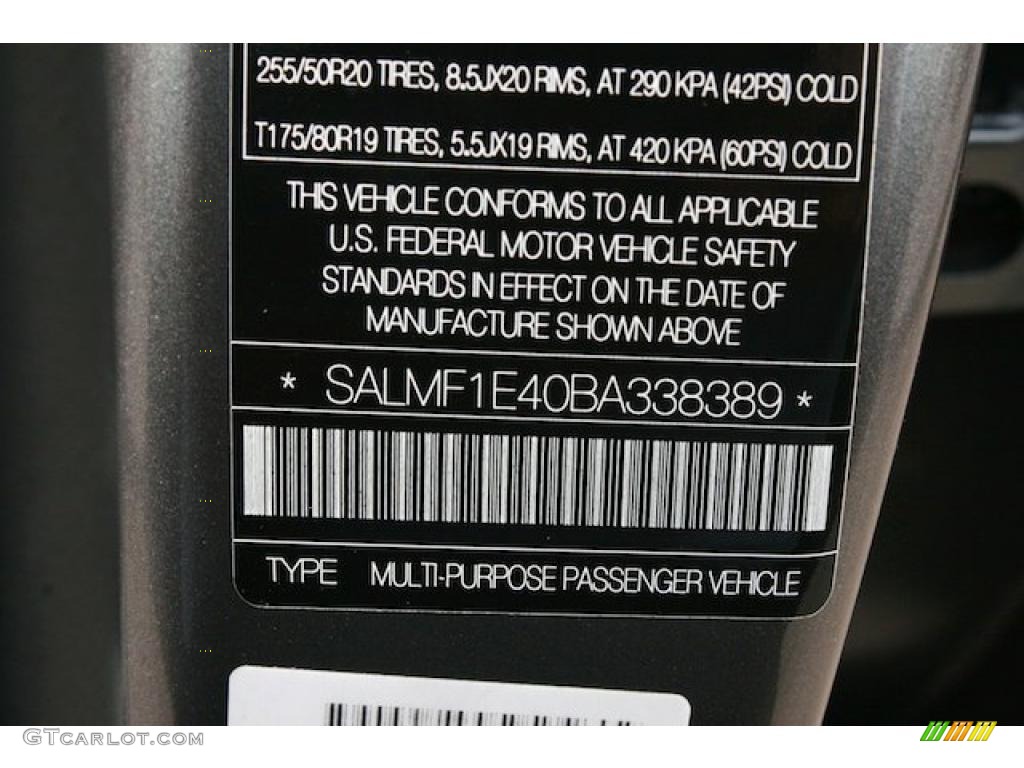 255/50R20 TIRES, 8.5JX20 RIMS, AT 290 KPA (42PSI) COLD
T175/80R19 TIRES, 5.5JX19 RIMS, AT 420 KPA (60PSI) COLD
THIS VEHICLE CONFORMS TO ALL APPLICABLE
U.S. FEDERAL MOTOR VEHICLE SAFETY
STANDARDS IN EFFECT ON THE DATE OF
MANUFACTURE SHOWN ABOVE
* SALMF1E40BA338389 *
TYPE MULTI-PURPOSE PASSENGER VEHICLE
GTcarlot.com